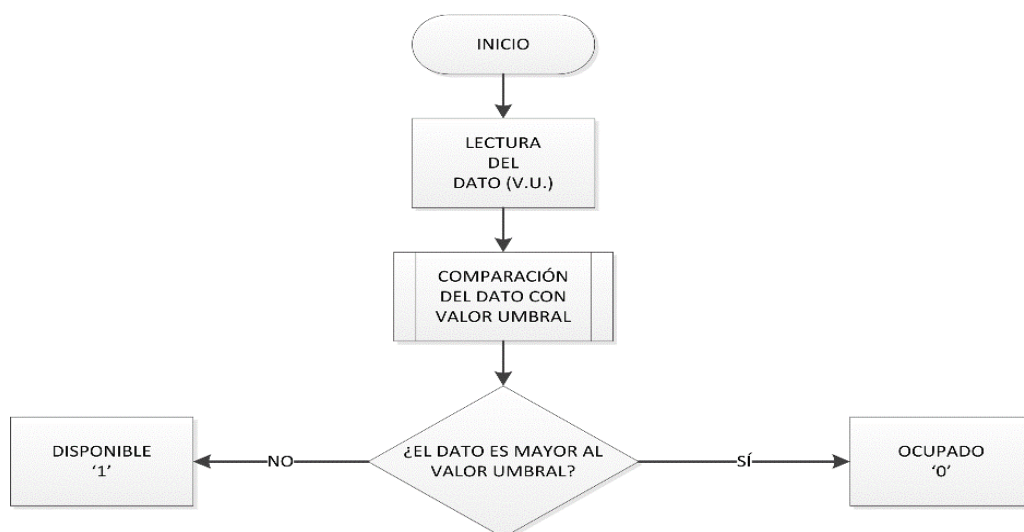 INICIO
LECTURA
DEL
DATO (V.U.)
COMPARACIÓN
DEL DATO CON
VALOR UMBRAL
¿EL DATO ES MAYOR AL
VALOR UMBRAL?
NO
DISPONIBLE
‘1’
SÍ
OCUPADO
‘0’